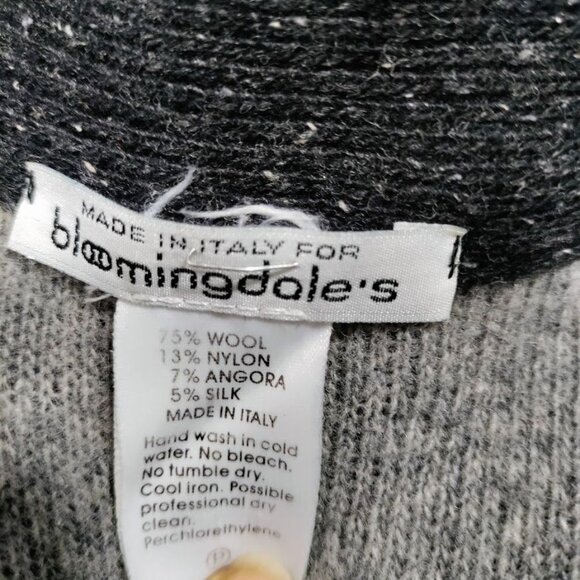 MADE IN ITALY FOR
bloomingdale's
75% WOOL
13% NYLON
7% ANGORA
5% SILK
MADE IN ITALY
Hand wash in cold
water. No bleach.
No tumble dry.
Cool iron. Possible
professional dry
clean.
Perchlorethylene
P